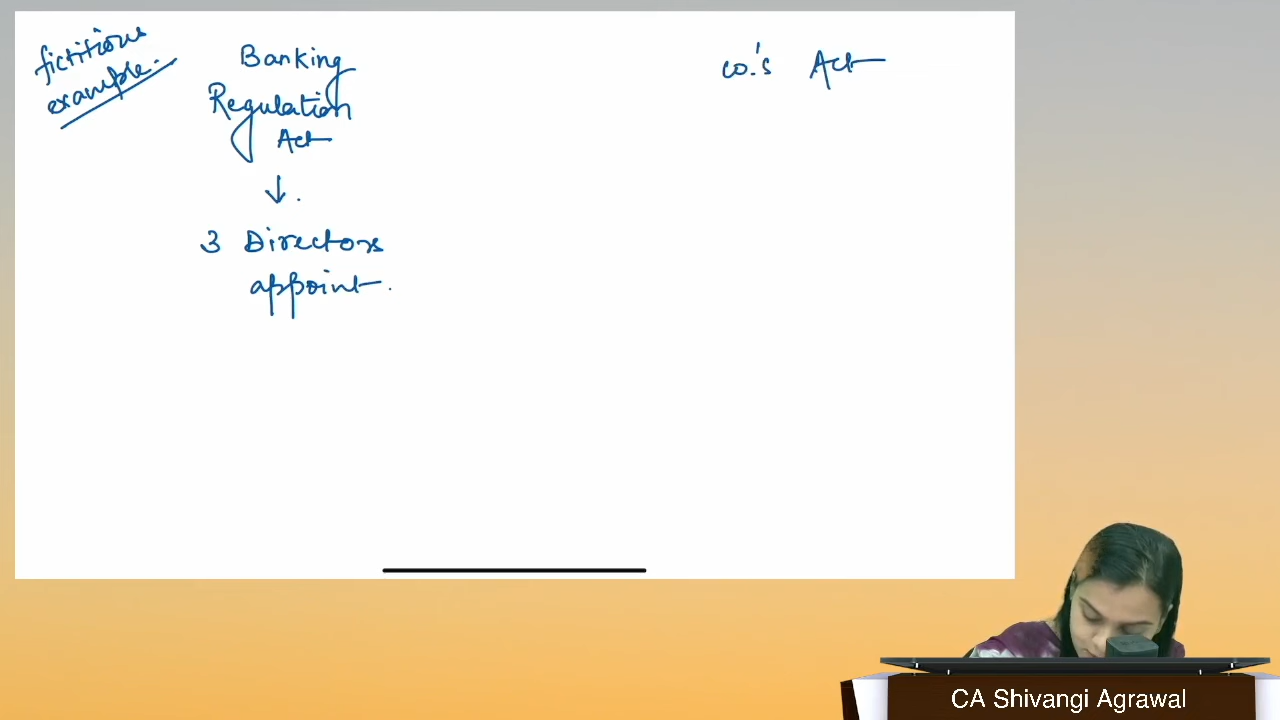 fictitious
example.
Banking
Regulation
Act
↓.
3 Directors
appoint.
co.'s Act
CA Shivangi Agrawal